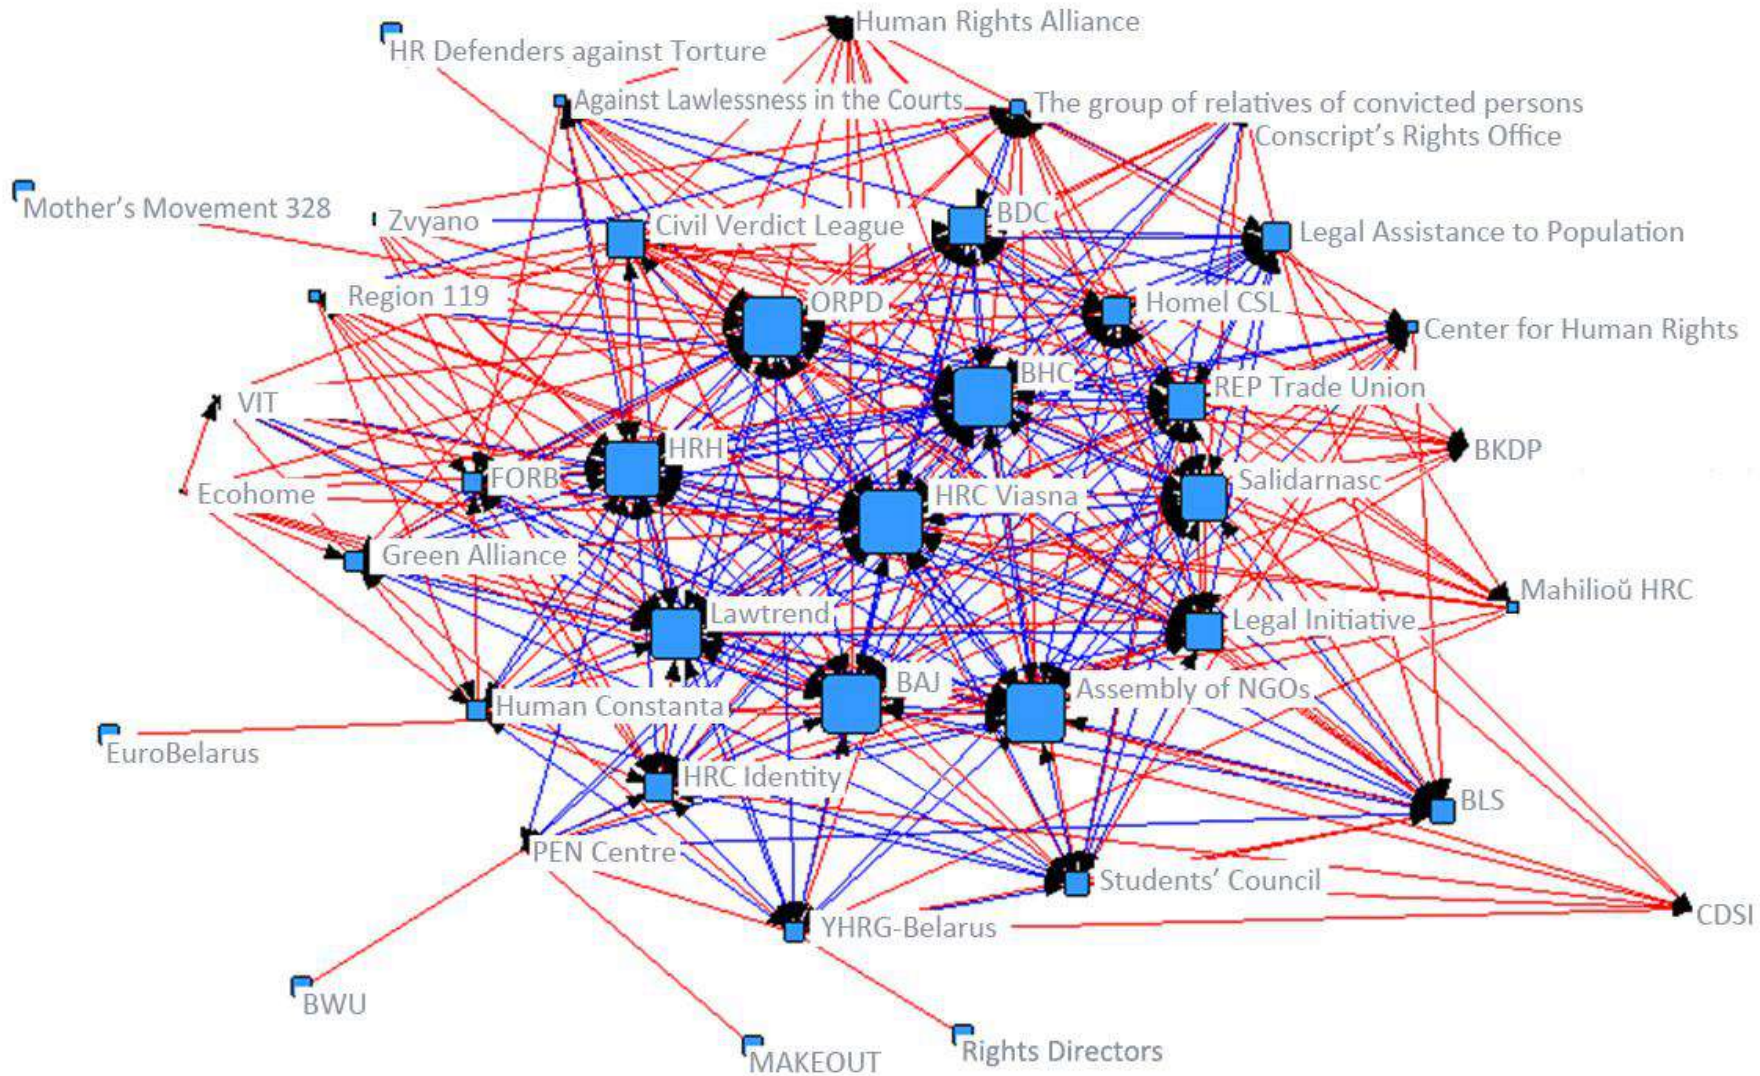 Human Rights Alliance
HR Defenders against Torture
Against Lawlessness in the Courts
The group of relatives of convicted persons
Conscript's Rights Office
Mother's Movement 328
Zvyano
Civil Verdict League
BDC
Legal Assistance to Population
Region 119
ORPD
Homel CSL
Center for Human Rights
BHC
REP Trade Union
VIT
HRH
BKDP
FORB
Ecohome
HRC Viasna
Salidarnasc
Green Alliance
Lawtrend
Legal Initiative
Mahilioŭ HRC
BAJ
Assembly of NGOs
Human Constanta
EuroBelarus
HRC Identity
BLS
PEN Centre
Students' Council
YHRG-Belarus
CDSI
BWU
MAKEOUT
Rights Directors